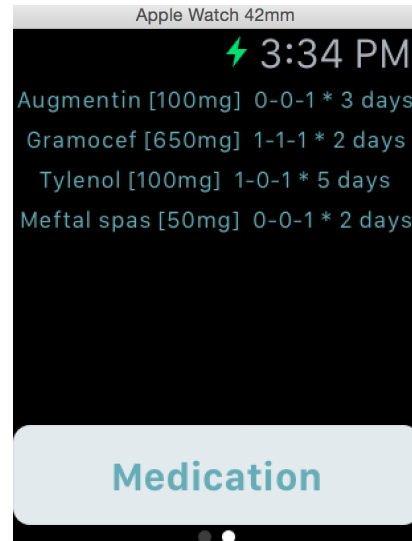 Apple Watch 42mm
3:34 PM
Augmentin [100mg] 0-0-1 * 3 days
Gramocef [650mg] 1-1-1 * 2 days
Tylenol [100mg] 1-0-1 * 5 days
Meftal spas [50mg] 0-0-1 * 2 days
Medication